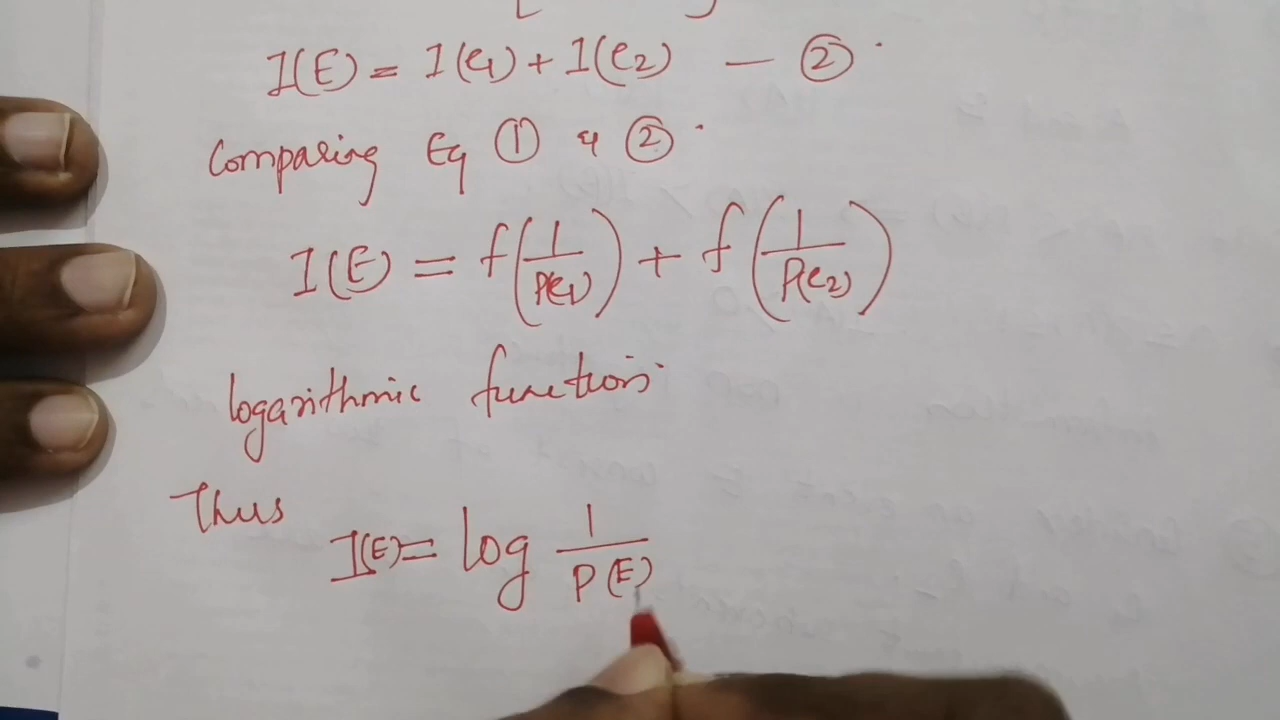 I(E) = I(e1) + I(e2) — ②
Comparing Eq ① & ②
I(E) = f(1/P(e1)) + f(1/P(e2))
logarithmic function
Thus
I(E) = log 1/P(E)